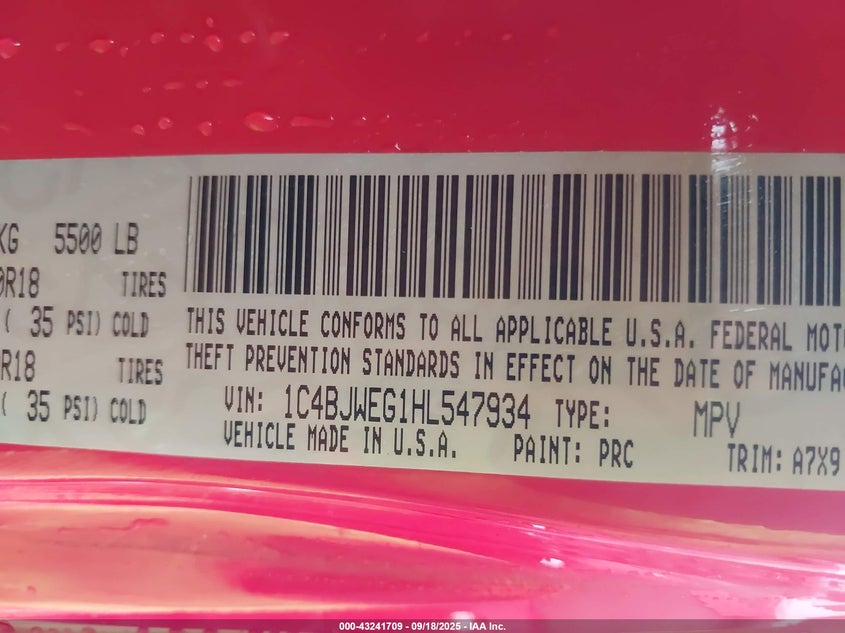 KG 5500 LB
0R18 TIRES
( 35 PSI) COLD
R18 TIRES
( 35 PSI) COLD
THIS VEHICLE CONFORMS TO ALL APPLICABLE U.S.A. FEDERAL MOTO
THEFT PREVENTION STANDARDS IN EFFECT ON THE DATE OF MANUFA
VIN: 1C4BJWEG1HL547934 TYPE: MPV
VEHICLE MADE IN U.S.A. PAINT: PRC TRIM: A7X9
000-43241709 - 09/18/2025 - IAA Inc.